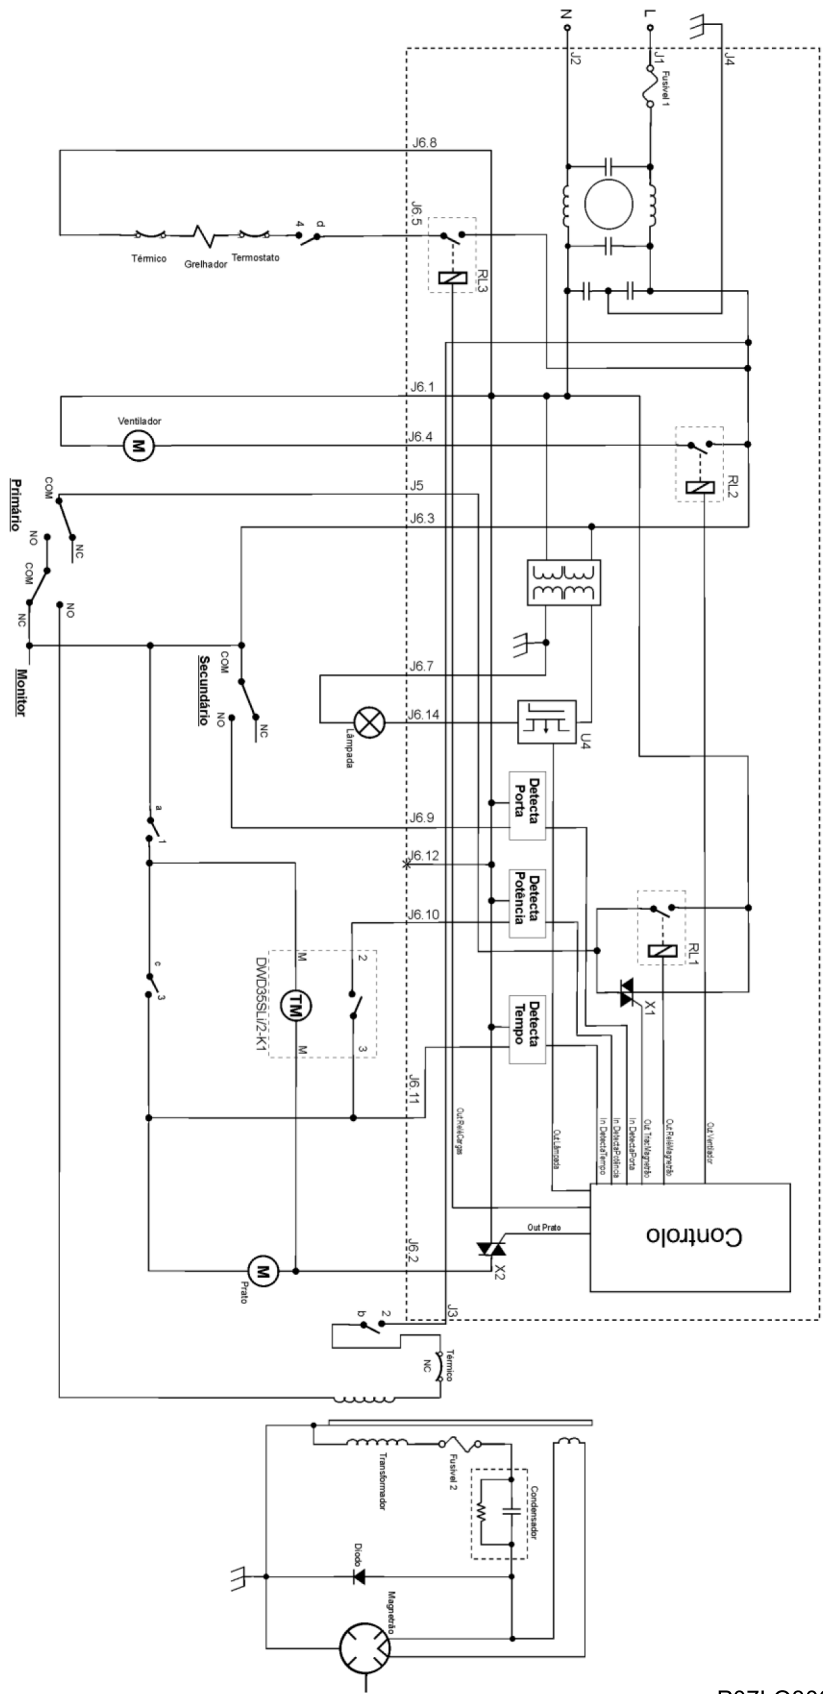 N
L
J2
J1
J4
Fusível 1
J6.8
J6.5
d
4
Térmico
Grelhador
Termostato
RL3
J6.1
Ventilador
M
J6.4
RL2
J5
J6.3
Primário
COM
NO
NC
COM
NC
NO
Monitor
Secundário
COM
NO
NC
J6.7
J6.14
Lâmpada
U4
Detecta
Porta
J6.9
J6.12
Detecta
Potência
J6.10
RL1
X1
a
1
c
3
DWD35SLi/2-K1
M
TM
M
2
3
Detecta
Tempo
J6.11
Out ReléCargas
Out Lâmpada
In DetectaTempo
In DetectaPotência
In DetectaPorta
Out TriacMagnetrão
Out ReléMagnetrão
Out Ventilador
Controlo
Out Prato
J6.2
X2
M
Prato
J3
b
2
Térmico
NC
Transformador
Fusível 2
Condensador
Díodo
Magnetrão